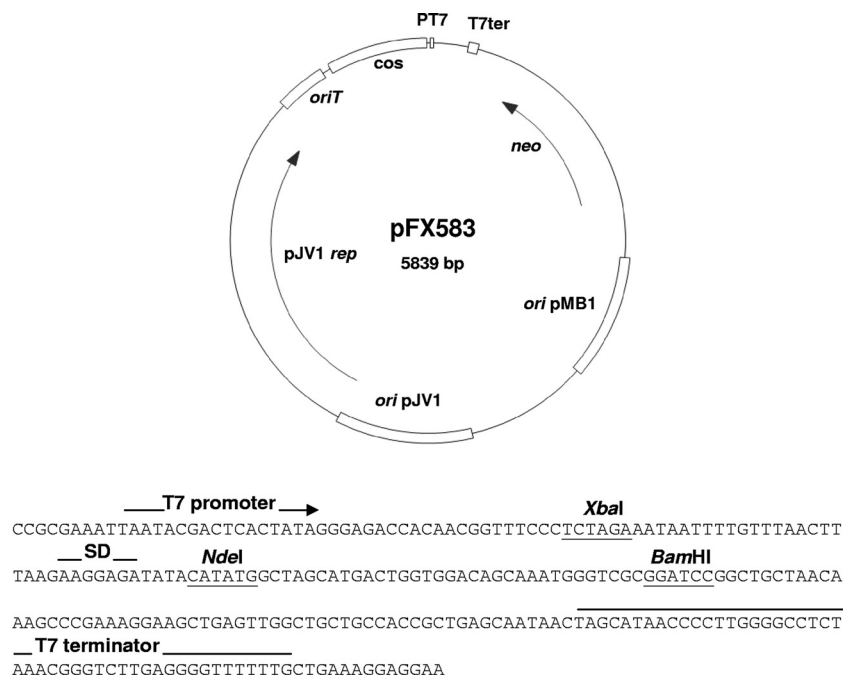 PT7
T7ter
cos
oriT
neo
pJV1 rep
pFX583
5839 bp
ori pMB1
ori pJV1
T7 promoter
XbaI
CCGCGAAATTAATACGACTCACTATAGGGAGACCACAACGGTTTCCCTCTAGAAATAATTTTGTTTAACTT
SD
NdeI
BamHI
TAAGAAGGAGATATACATATGGCTAGCATGACTGGTGGACAGCAAATGGGTCGCGGATCCGGCTGCTAACA
AAGCCCGAAAGGAAGCTGAGTTGGCTGCTGCCACCGCTGAGCAATAACTAGCATAACCCCTTGGGGCCTCT
T7 terminator
AAACGGGTCTTGAGGGGTTTTTTGCTGAAAGGAGGAA